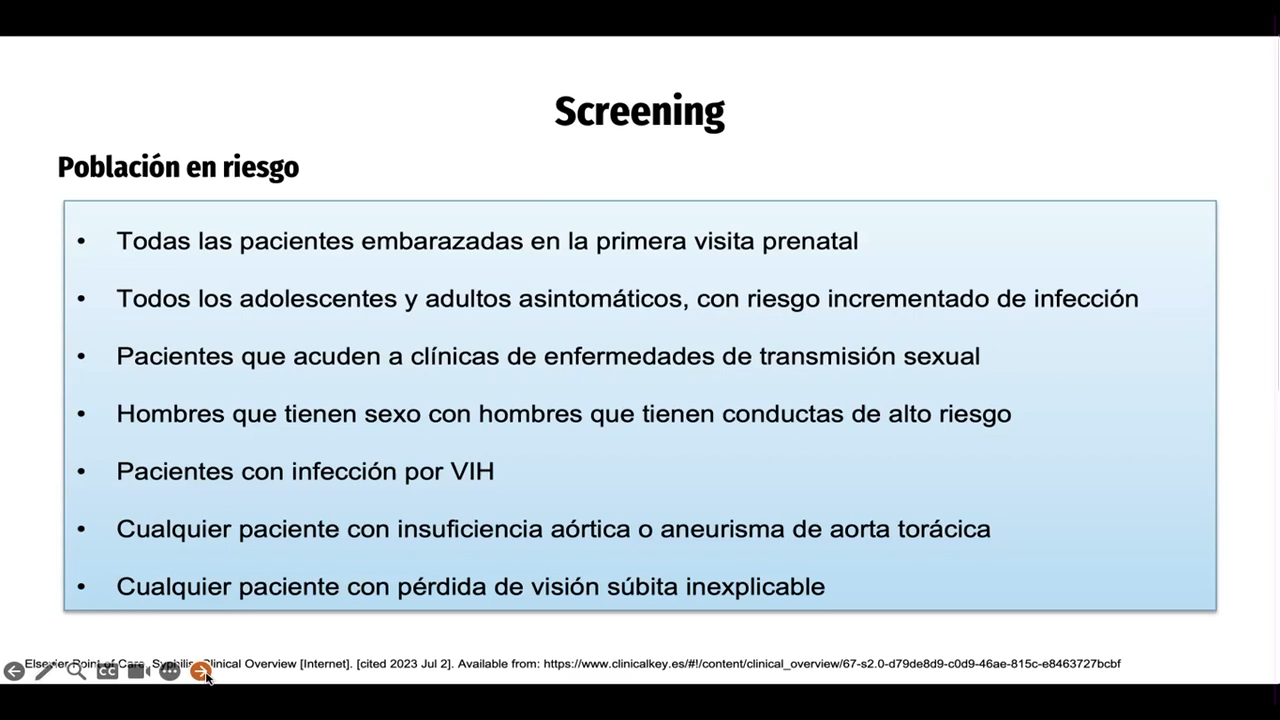 Screening
Población en riesgo
• Todas las pacientes embarazadas en la primera visita prenatal
• Todos los adolescentes y adultos asintomáticos, con riesgo incrementado de infección
• Pacientes que acuden a clínicas de enfermedades de transmisión sexual
• Hombres que tienen sexo con hombres que tienen conductas de alto riesgo
• Pacientes con infección por VIH
• Cualquier paciente con insuficiencia aórtica o aneurisma de aorta torácica
• Cualquier paciente con pérdida de visión súbita inexplicable
Elsevier Point of Care, Syphilis Clinical Overview [Internet]. [cited 2023 Jul 2]. Available from: https://www.clinicalkey.es/#!/content/clinical_overview/67-s2.0-d79de8d9-c0d9-46ae-815c-e8463727bcbf
CC